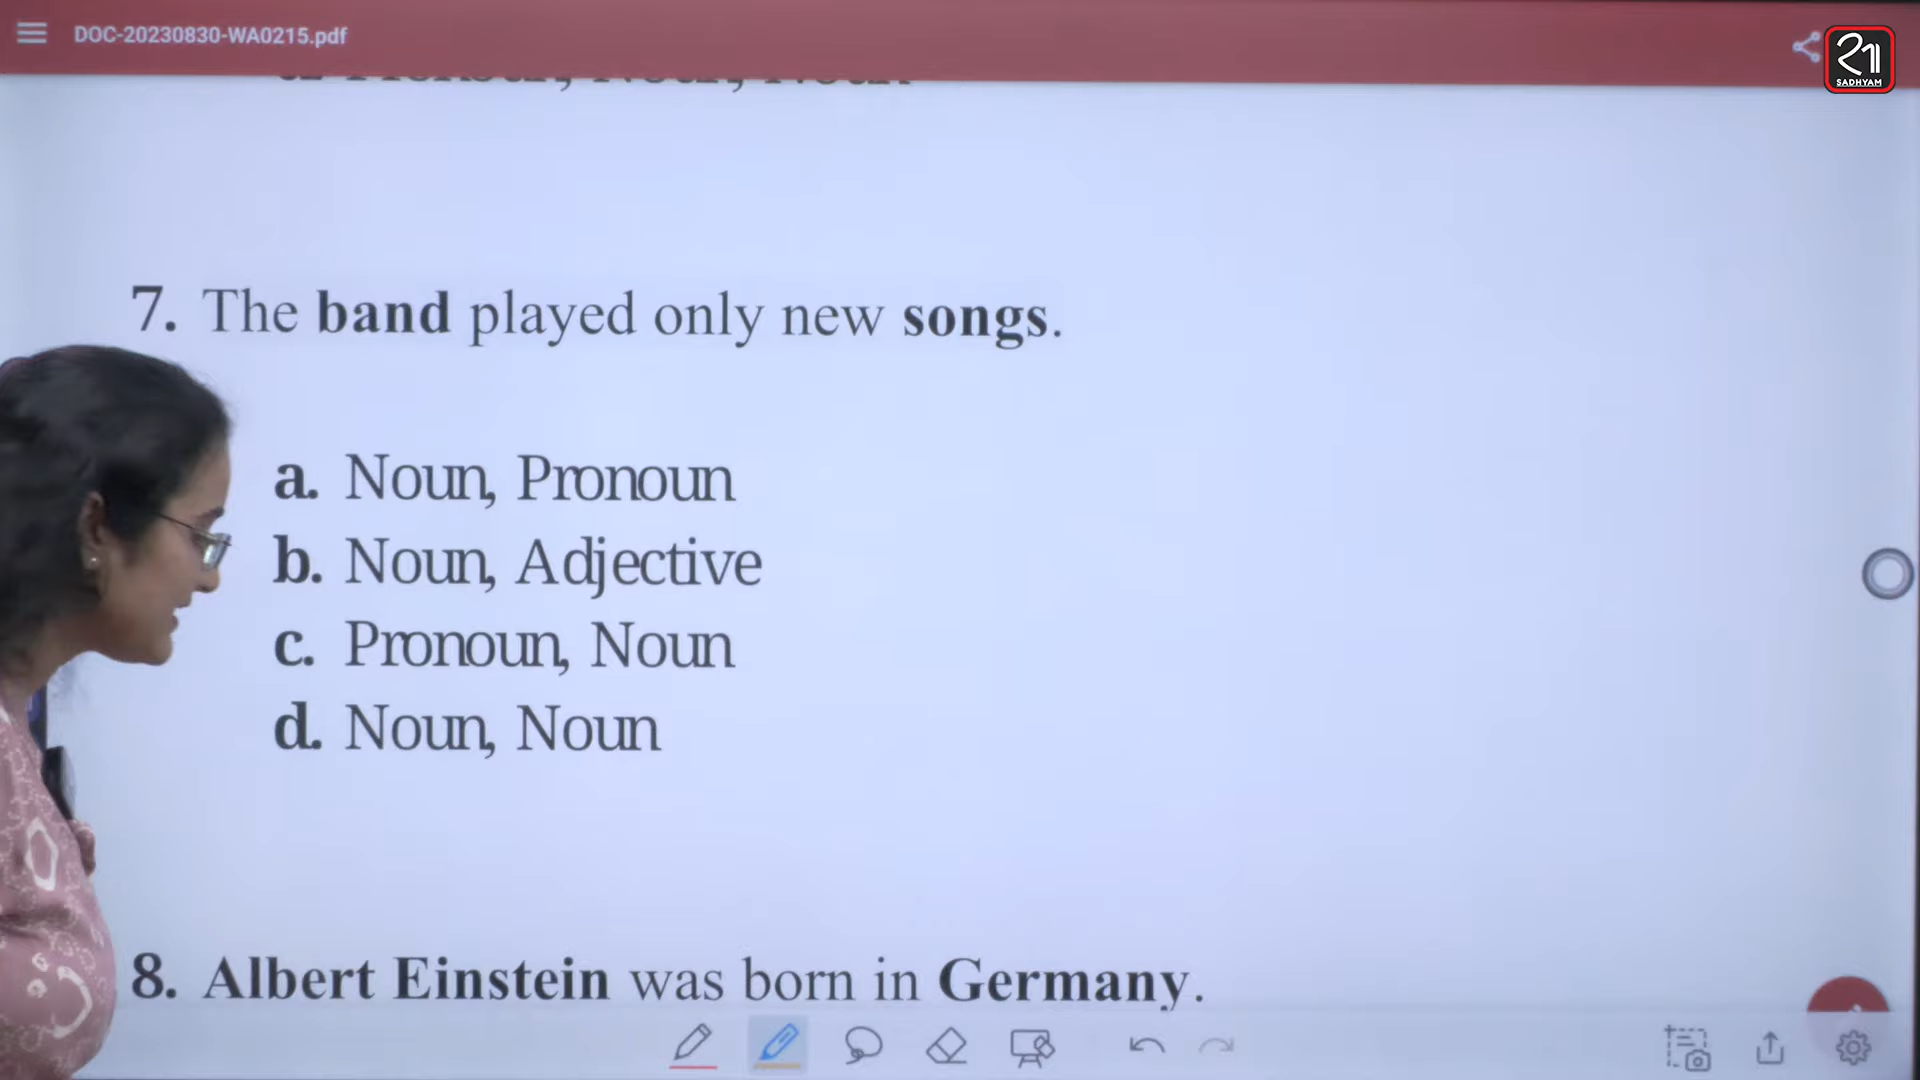 DOC-20230830-WA0215.pdf
21
SADHYAM
7. The band played only new songs.
a. Noun, Pronoun
b. Noun, Adjective
c. Pronoun, Noun
d. Noun, Noun
8. Albert Einstein was born in Germany.